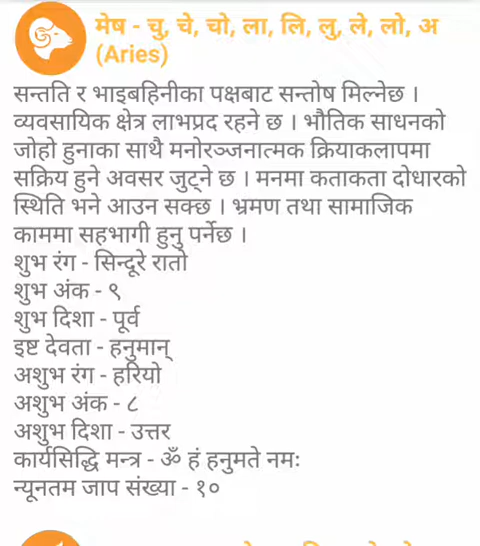 मेष - चु, चे, चो, ला, लि, लु, ले, लो, अ
(Aries)
सन्तति र भाइबहिनीका पक्षबाट सन्तोष मिल्नेछ ।
व्यवसायिक क्षेत्र लाभप्रद रहने छ । भौतिक साधनको
जोहो हुनाका साथै मनोरञ्जनात्मक क्रियाकलापमा
सक्रिय हुने अवसर जुट्ने छ । मनमा कताकता दोधारको
स्थिति भने आउन सक्छ । भ्रमण तथा सामाजिक
काममा सहभागी हुनु पर्नेछ ।
शुभ रंग - सिन्दूरे रातो
शुभ अंक - ९
शुभ दिशा - पूर्व
इष्ट देवता - हनुमान्
अशुभ रंग - हरियो
अशुभ अंक - ८
अशुभ दिशा - उत्तर
कार्यसिद्धि मन्त्र - ॐ हं हनुमते नमः
न्यूनतम जाप संख्या - १०